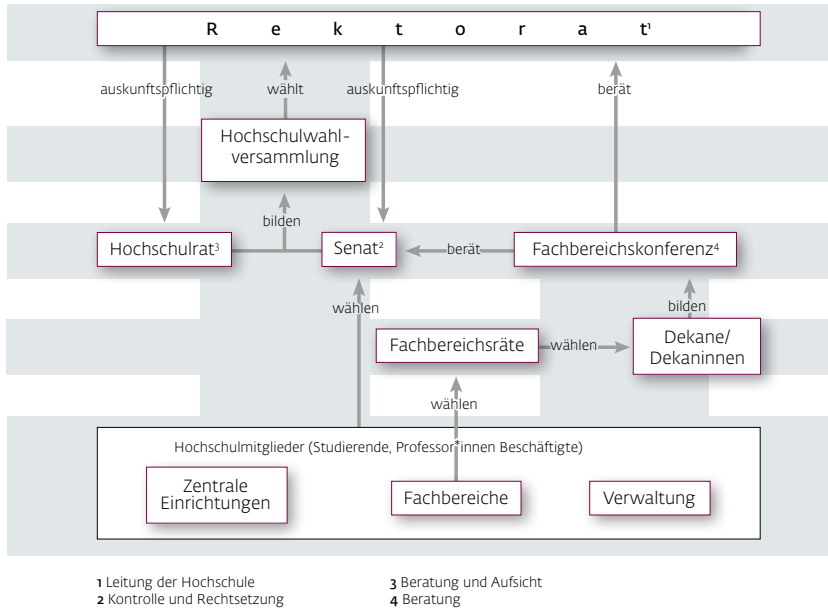 R e k t o r a t¹
auskunftspflichtig
wählt
auskunftspflichtig
berät
Hochschulwahl-
versammlung
bilden
Hochschulrat³
Senat²
berät
Fachbereichskonferenz⁴
wählen
bilden
Fachbereichsräte
wählen
Dekane/
Dekaninnen
wählen
Hochschulmitglieder (Studierende, Professor*innen Beschäftigte)
Zentrale
Einrichtungen
Fachbereiche
Verwaltung
1 Leitung der Hochschule
2 Kontrolle und Rechtsetzung
3 Beratung und Aufsicht
4 Beratung